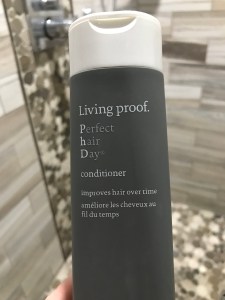 Living proof.
Perfect
hair
Day™
conditioner
improves hair over time
améliore les cheveux au
fil du temps